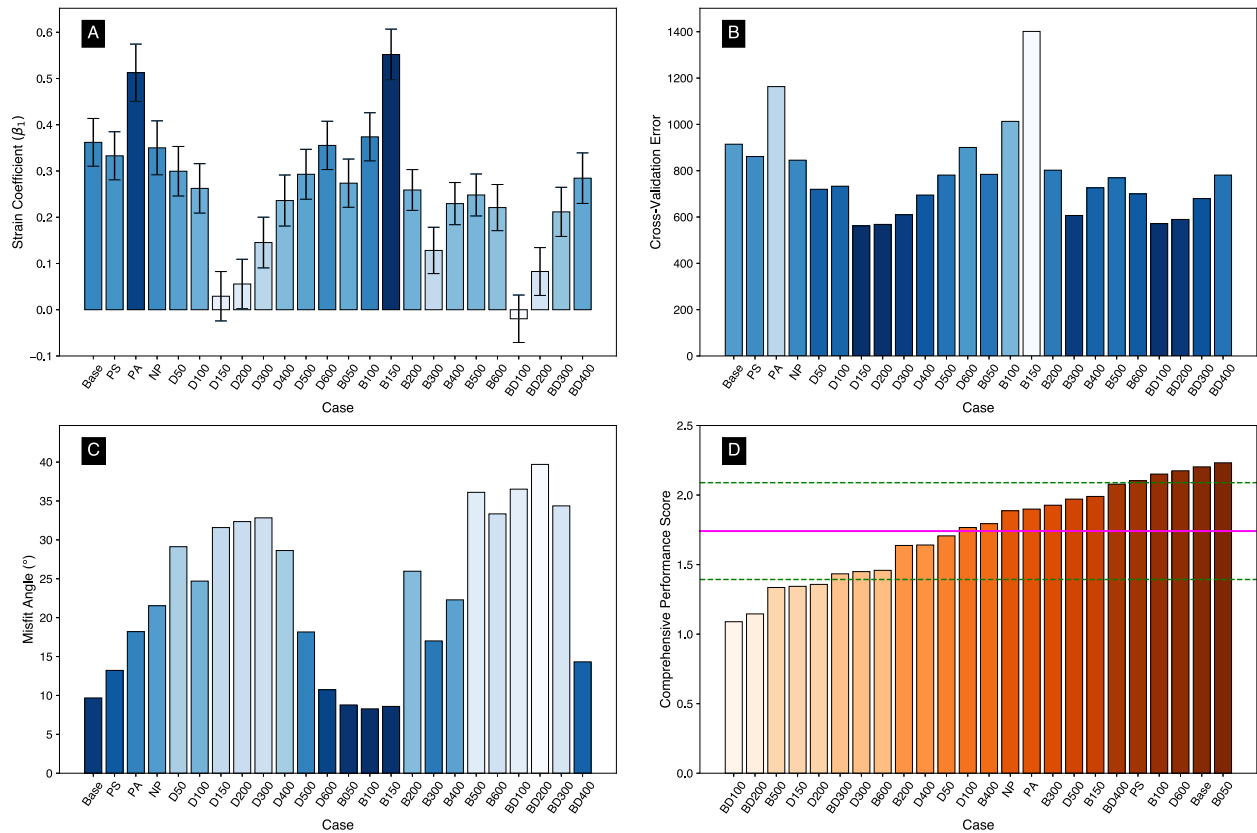 A
Strain Coefficient (β1)
0.6
0.5
0.4
0.3
0.2
0.1
0.0
−0.1
Base PS PA NP D50 D100 D150 D200 D300 D400 D500 D600 B050 B100 B150 B200 B300 B400 B500 B600 BD100 BD200 BD300 BD400
Case
B
Cross-Validation Error
1400
1200
1000
800
600
400
200
0
Base PS PA NP D50 D100 D150 D200 D300 D400 D500 D600 B050 B100 B150 B200 B300 B400 B500 B600 BD100 BD200 BD300 BD400
Case
C
Misfit Angle (°)
40
35
30
25
20
15
10
5
0
Base PS PA NP D50 D100 D150 D200 D300 D400 D500 D600 B050 B100 B150 B200 B300 B400 B500 B600 BD100 BD200 BD300 BD400
Case
D
Comprehensive Performance Score
2.5
2.0
1.5
1.0
0.5
0.0
BD100 BD200 B500 D150 D200 BD300 D300 B600 B200 D400 D50 D100 B400 NP PA B300 D500 B150 BD400 PS B100 D600 Base B050
Case